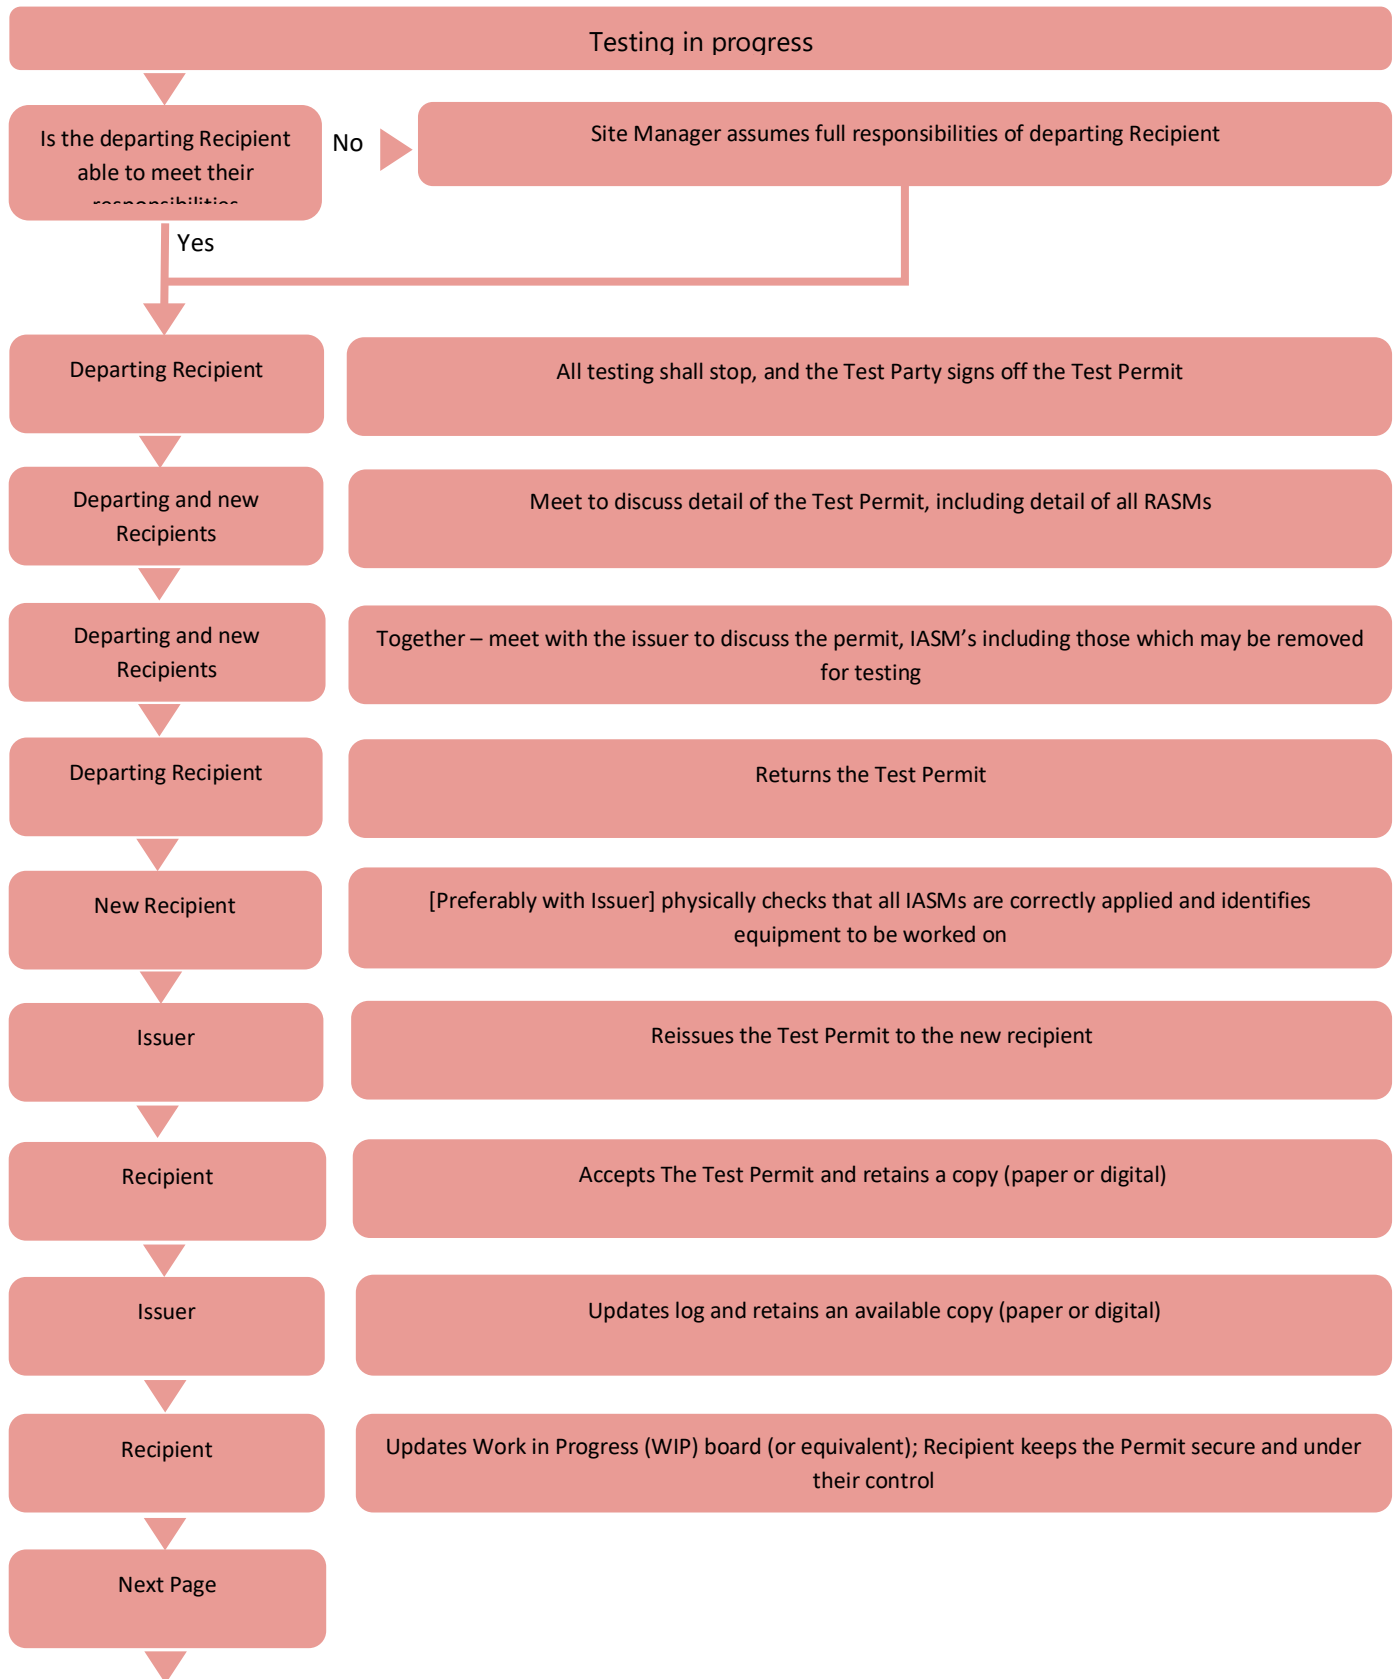 Testing in progress
Is the departing Recipient
able to meet their
responsibilities
No
Site Manager assumes full responsibilities of departing Recipient
Yes
Departing Recipient
All testing shall stop, and the Test Party signs off the Test Permit
Departing and new
Recipients
Meet to discuss detail of the Test Permit, including detail of all RASMs
Departing and new
Recipients
Together – meet with the issuer to discuss the permit, IASM’s including those which may be removed
for testing
Departing Recipient
Returns the Test Permit
New Recipient
[Preferably with Issuer] physically checks that all IASMs are correctly applied and identifies
equipment to be worked on
Issuer
Reissues the Test Permit to the new recipient
Recipient
Accepts The Test Permit and retains a copy (paper or digital)
Issuer
Updates log and retains an available copy (paper or digital)
Recipient
Updates Work in Progress (WIP) board (or equivalent); Recipient keeps the Permit secure and under
their control
Next Page